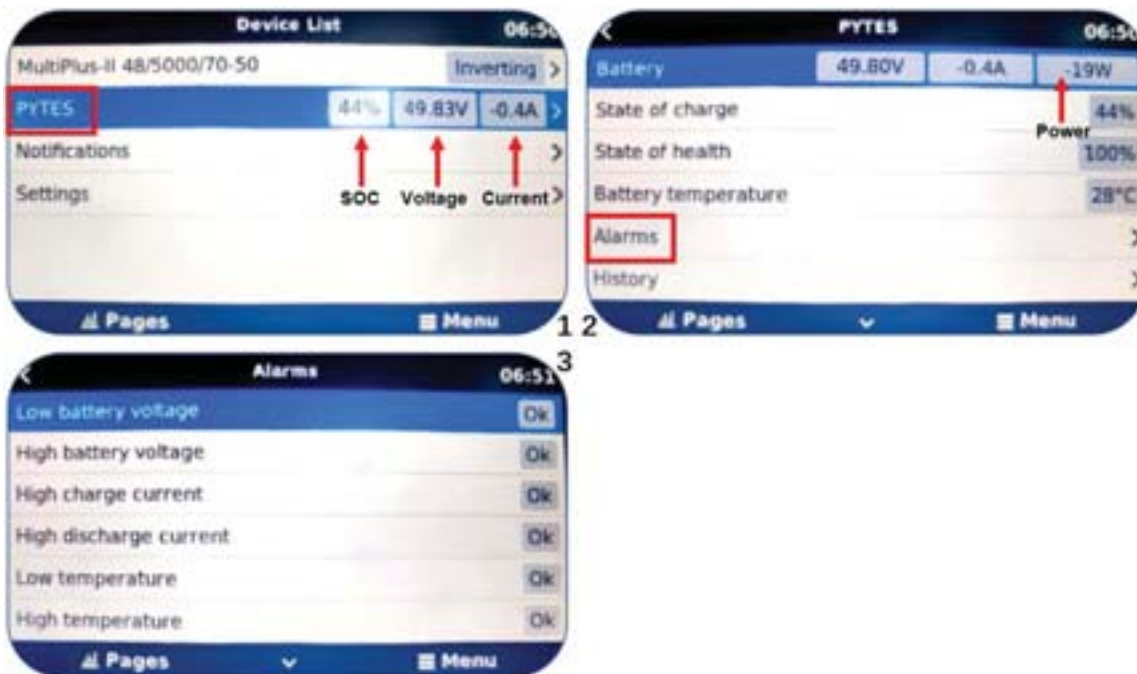 Device List 06:50
MultiPlus-II 48/5000/70-50 Inverting >
PYTES 44% 49.83V -0.4A >
Notifications >
SOC Voltage Current
Settings >
Pages Menu
1
< PYTES 06:50
Battery 49.80V -0.4A -19W
State of charge 44%
Power
State of health 100%
Battery temperature 28°C
Alarms >
History >
Pages Menu
2
3
< Alarms 06:51
Low battery voltage Ok
High battery voltage Ok
High charge current Ok
High discharge current Ok
Low temperature Ok
High temperature Ok
Pages Menu